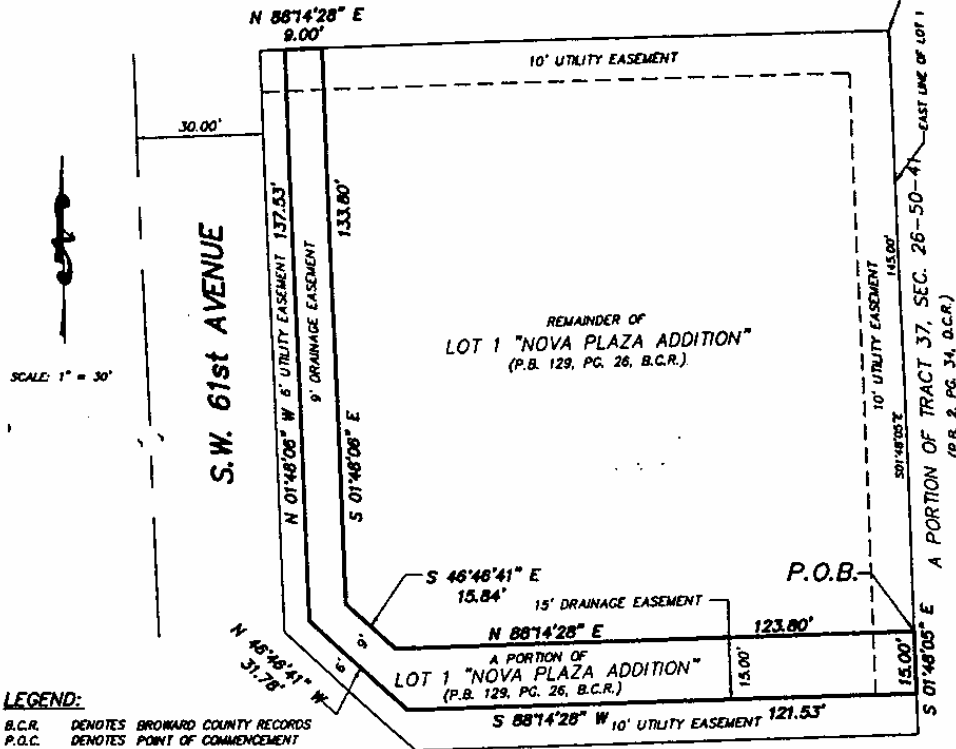 N 88°14'28" E
9.00'
10' UTILITY EASEMENT
EAST LINE OF LOT 1
30.00'
137.53'
N 01°48'06" W 6' UTILITY EASEMENT
9' DRAINAGE EASEMENT
133.80'
S 01°48'06" E
S.W. 61st AVENUE
SCALE: 1" = 30'
REMAINDER OF
LOT 1 "NOVA PLAZA ADDITION"
(P.B. 129, PG. 26, B.C.R.)
10' UTILITY EASEMENT
145.00'
S01°48'05"E
A PORTION OF TRACT 37, SEC. 26-50-41
(P.B. 2, PG. 34, D.C.R.)
S 46°46'41" E
15.84'
15' DRAINAGE EASEMENT
P.O.B.
N 88°14'28" E
123.80'
9'
9'
N 46°46'41" W
31.78'
A PORTION OF
LOT 1 "NOVA PLAZA ADDITION"
(P.B. 129, PG. 26, B.C.R.)
15.00'
15.00'
S 01°48'05" E
S 88°14'28" W
10' UTILITY EASEMENT
121.53'
LEGEND:
B.C.R. DENOTES BROWARD COUNTY RECORDS
P.O.C. DENOTES POINT OF COMMENCEMENT